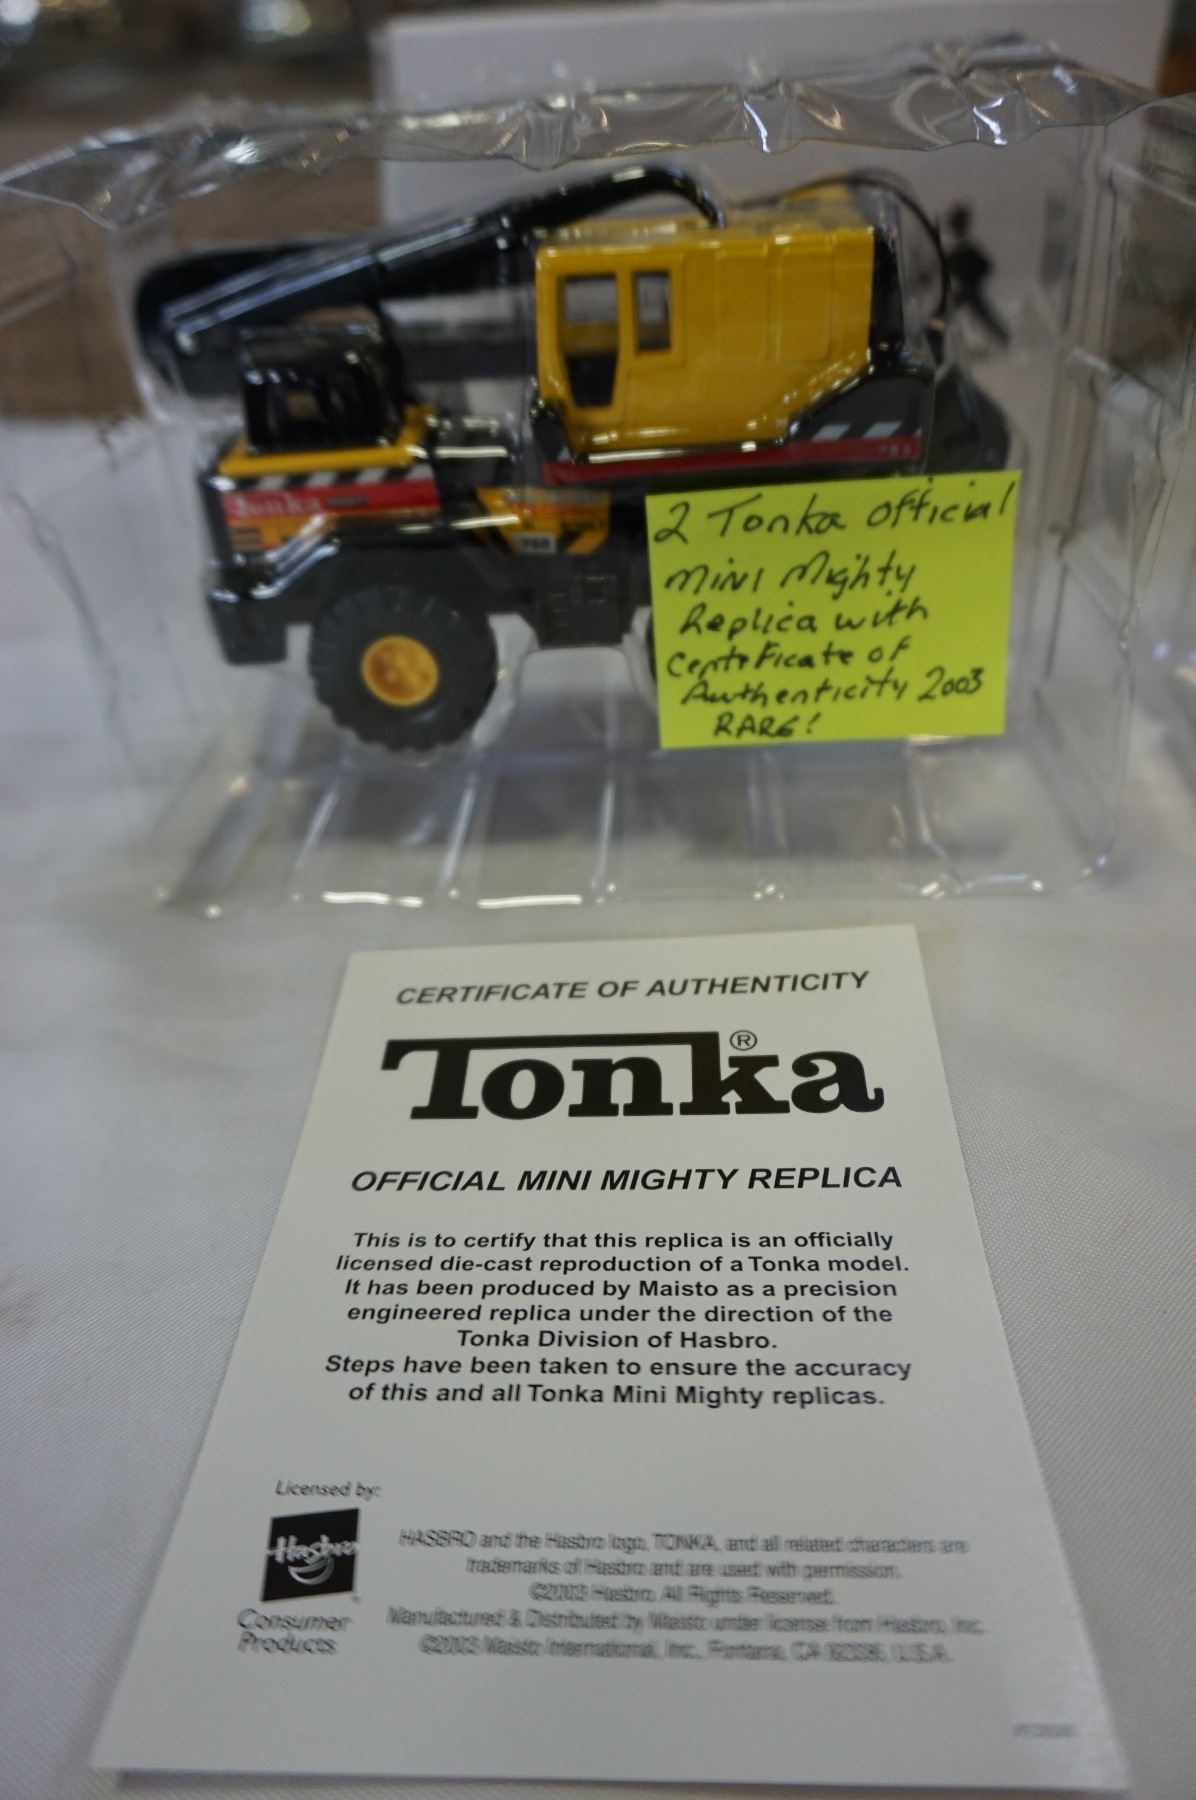 Tonka
788
2 Tonka Official
Mini Mighty
Replica with
Certificate of
Authenticity 2003
RARE!
CERTIFICATE OF AUTHENTICITY
Tonka®
OFFICIAL MINI MIGHTY REPLICA
This is to certify that this replica is an officially
licensed die-cast reproduction of a Tonka model.
It has been produced by Maisto as a precision
engineered replica under the direction of the
Tonka Division of Hasbro.
Steps have been taken to ensure the accuracy
of this and all Tonka Mini Mighty replicas.
Licensed by:
Hasbro
Consumer
Products
HASBRO and the Hasbro logo, TONKA, and all related characters are
trademarks of Hasbro and are used with permission.
©2003 Hasbro. All Rights Reserved.
Manufactured & Distributed by Maisto under license from Hasbro, Inc.
©2003 Maisto International, Inc., Fontana, CA 92336, U.S.A.